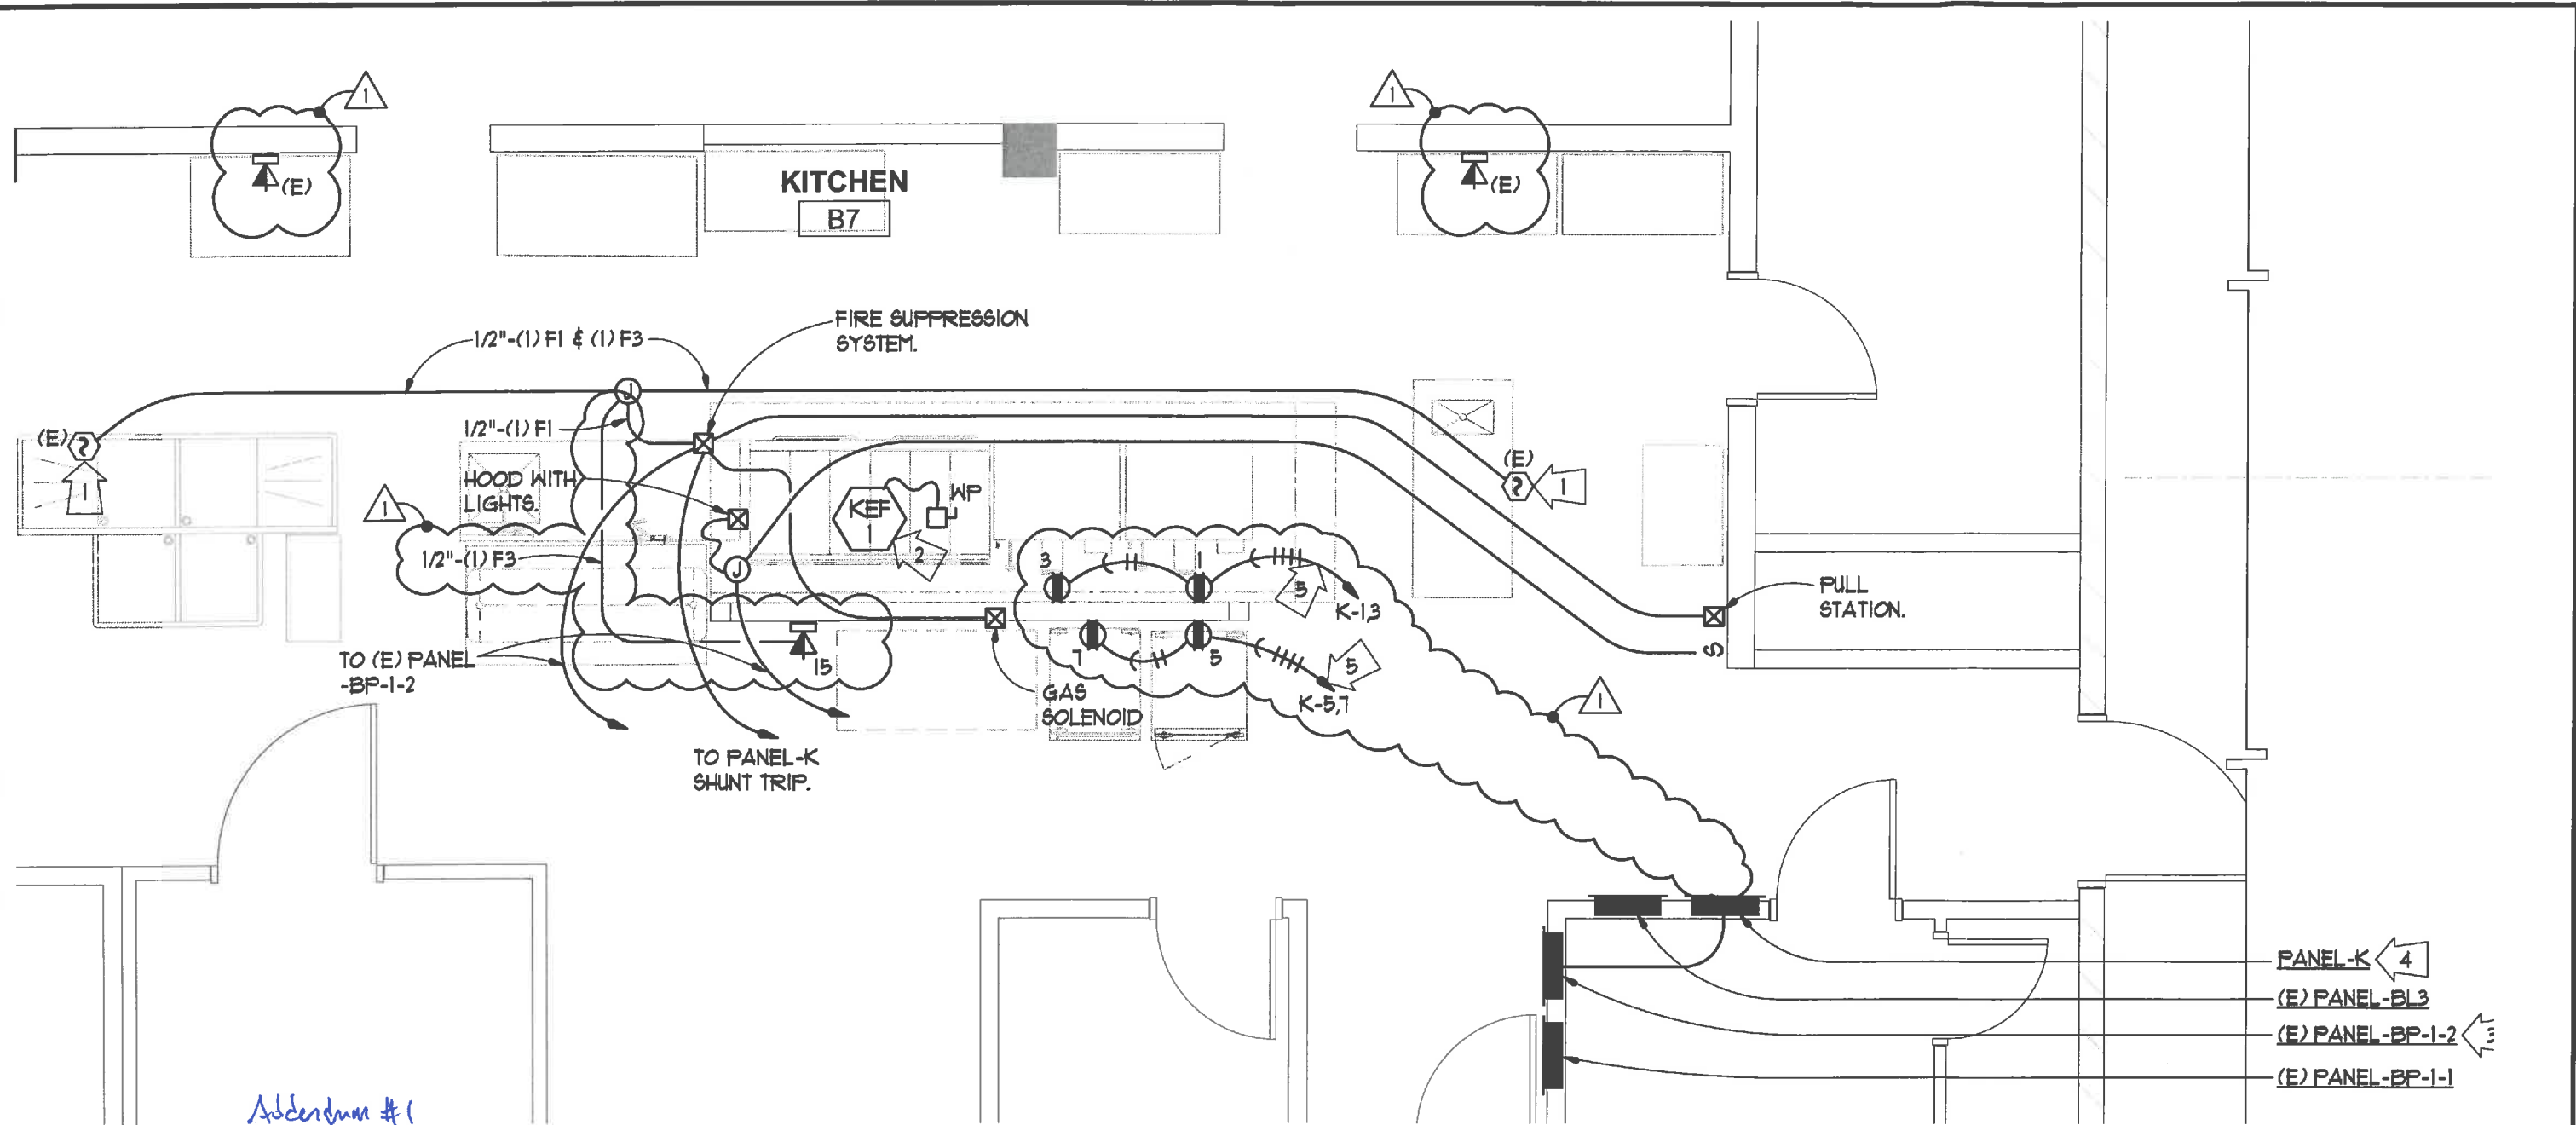 1
1
(E)
(E)
KITCHEN
B7
FIRE SUPPRESSION
SYSTEM.
1/2"-(1) F1 & (1) F3
J
1/2"-(1) F1
(E)
2
1
HOOD WITH
LIGHTS.
KEF
1
WP
2
(E)
2
1
1
1/2"-(1) F3
J
3
1
5
K-1,3
PULL
STATION.
S
TO (E) PANEL
-BP-1-2
15
7
5
5
K-5,7
GAS
SOLENOID
1
TO PANEL-K
SHUNT TRIP.
PANEL-K
4
(E) PANEL-BL3
(E) PANEL-BP-1-2
(E) PANEL-BP-1-1
Addendum #1